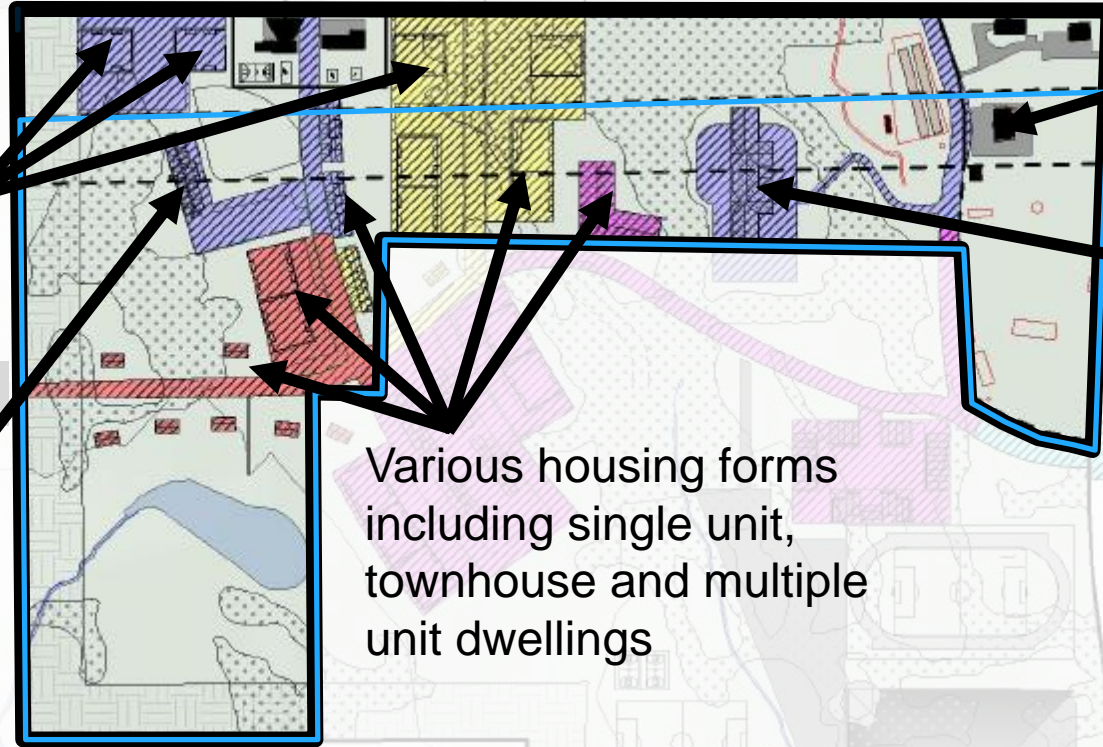 Various housing forms
including single unit,
townhouse and multiple
unit dwellings